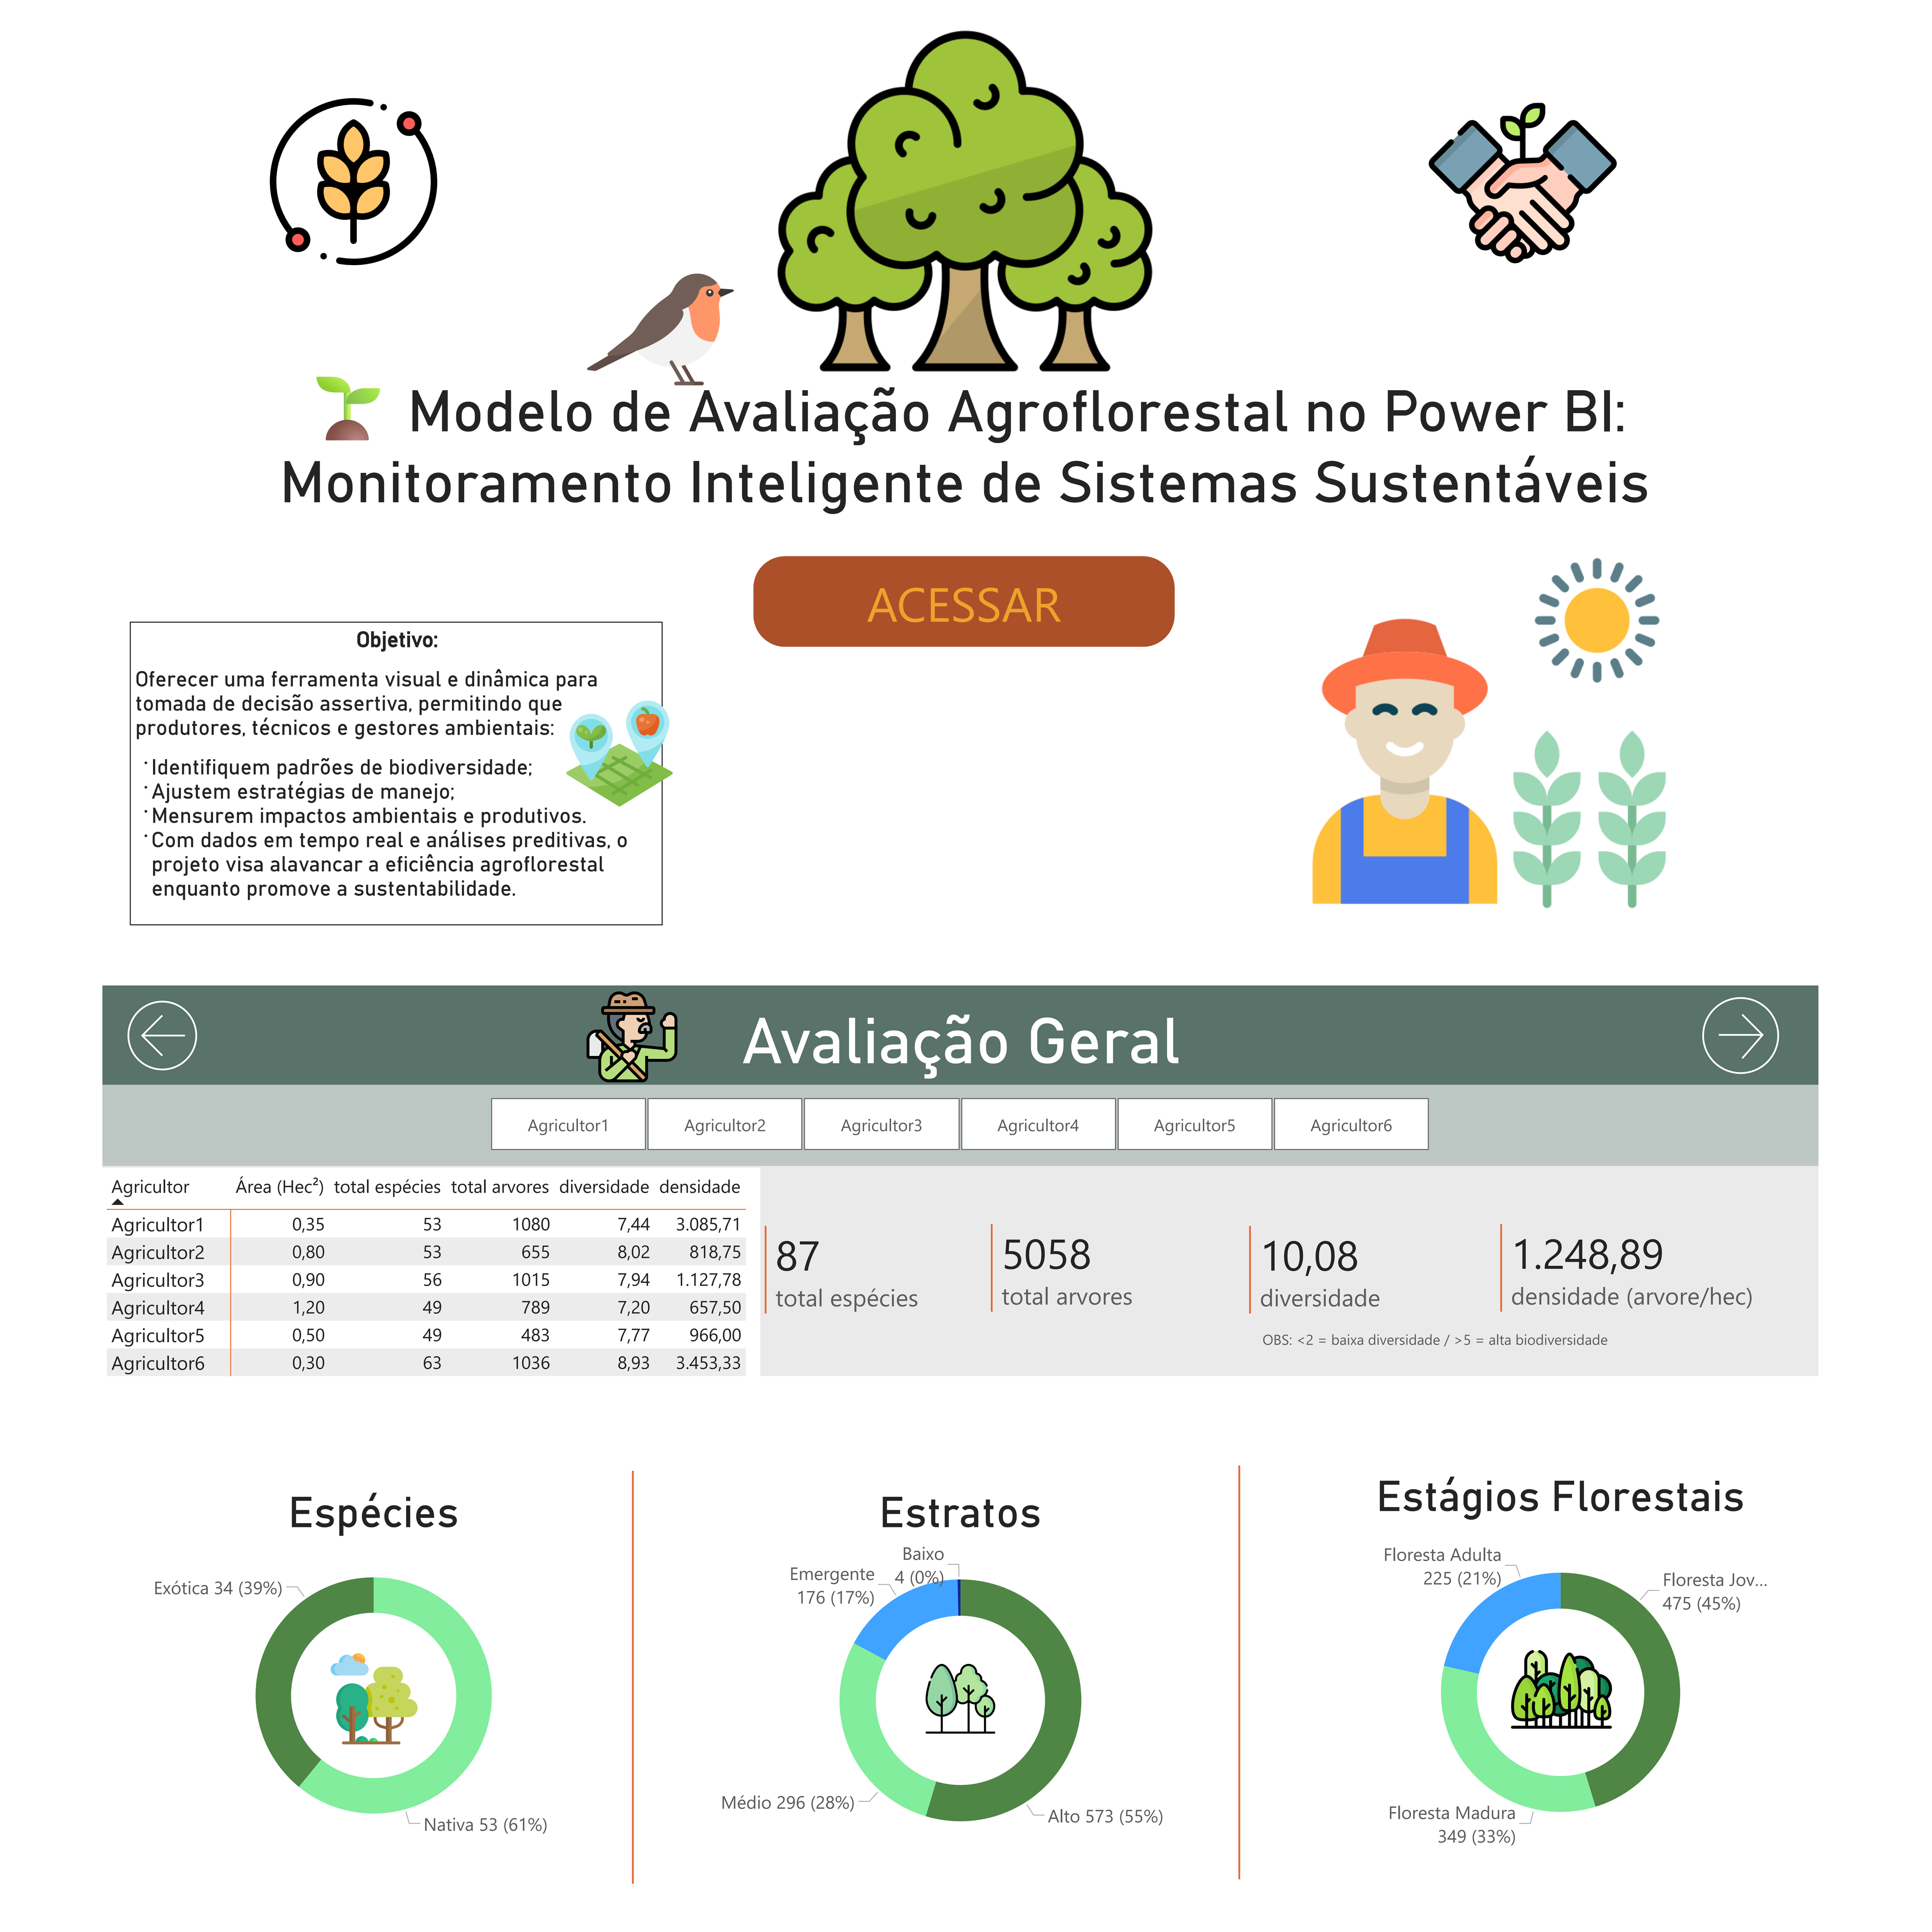 Modelo de Avaliação Agroflorestal no Power BI:
Monitoramento Inteligente de Sistemas Sustentáveis
ACESSAR
Objetivo:
Oferecer uma ferramenta visual e dinâmica para
tomada de decisão assertiva, permitindo que
produtores, técnicos e gestores ambientais:
· Identifiquem padrões de biodiversidade;
· Ajustem estratégias de manejo;
· Mensurem impactos ambientais e produtivos.
· Com dados em tempo real e análises preditivas, o
projeto visa alavancar a eficiência agroflorestal
enquanto promove a sustentabilidade.
Avaliação Geral
Agricultor1 Agricultor2 Agricultor3 Agricultor4 Agricultor5 Agricultor6
Agricultor Área (Hec²) total espécies total arvores diversidade densidade
Agricultor1 0,35 53 1080 7,44 3.085,71
Agricultor2 0,80 53 655 8,02 818,75
Agricultor3 0,90 56 1015 7,94 1.127,78
Agricultor4 1,20 49 789 7,20 657,50
Agricultor5 0,50 49 483 7,77 966,00
Agricultor6 0,30 63 1036 8,93 3.453,33
87
total espécies
5058
total arvores
10,08
diversidade
1.248,89
densidade (arvore/hec)
OBS: <2 = baixa diversidade / >5 = alta biodiversidade
Espécies
Exótica 34 (39%)
Nativa 53 (61%)
Estratos
Baixo
4 (0%)
Emergente
176 (17%)
Médio 296 (28%)
Alto 573 (55%)
Estágios Florestais
Floresta Adulta
225 (21%)
Floresta Jov...
475 (45%)
Floresta Madura
349 (33%)